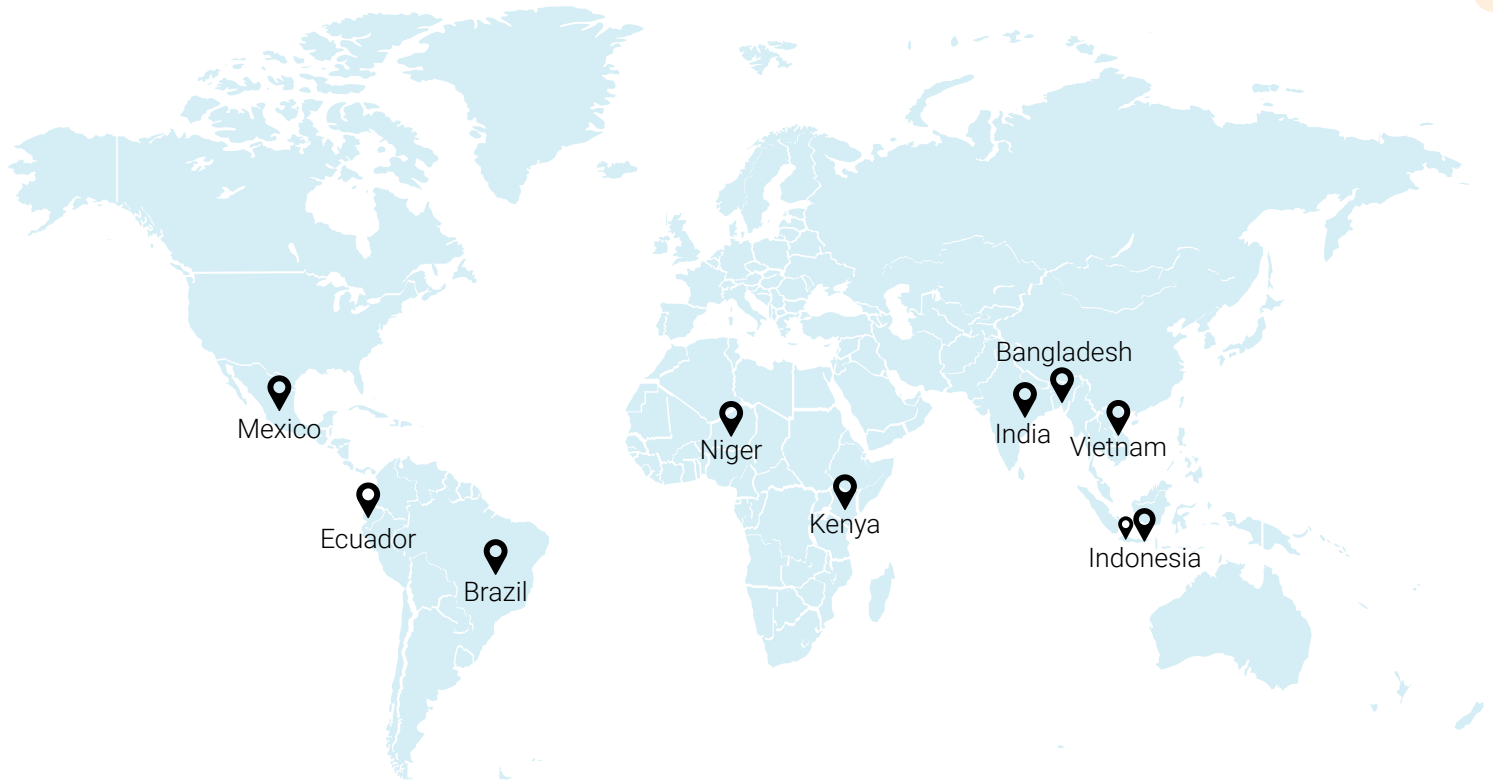 Bangladesh
Mexico
India
Vietnam
Niger
Kenya
Ecuador
Indonesia
Brazil